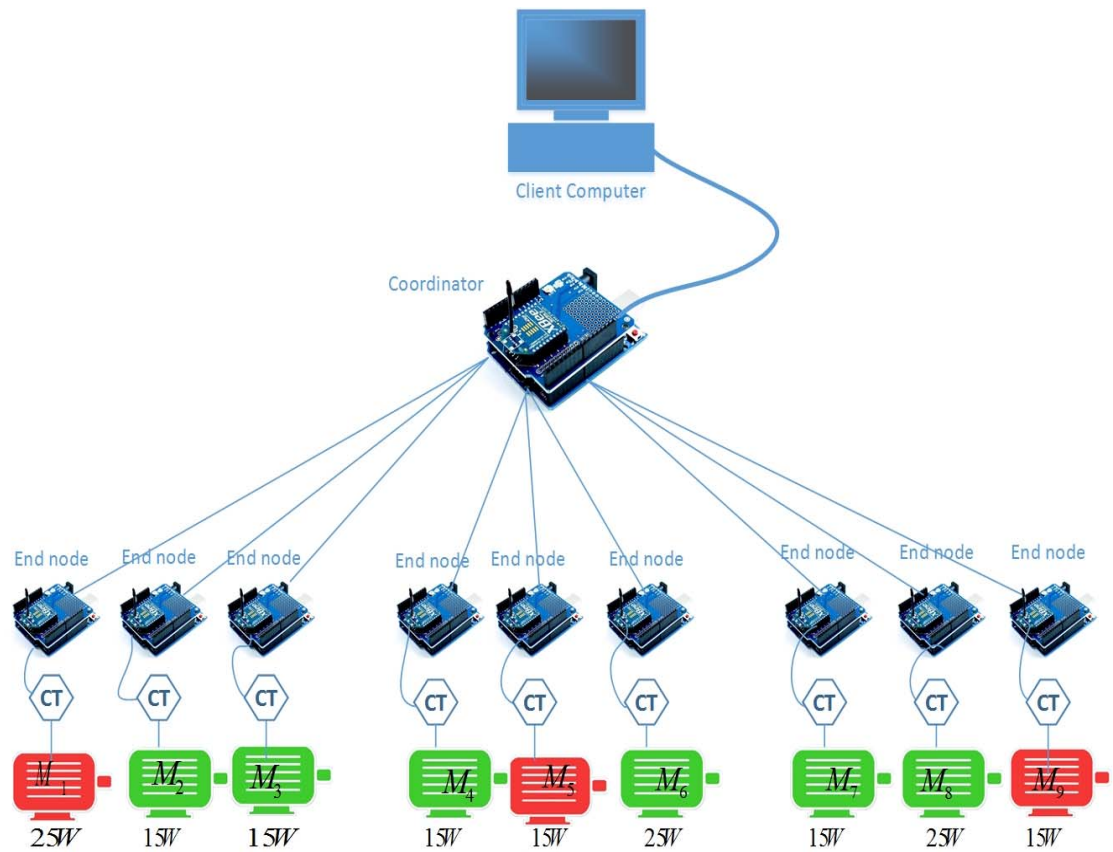 Client Computer
Coordinator
XBee
End node
End node
End node
End node
End node
End node
End node
End node
End node
CT
CT
CT
CT
CT
CT
CT
CT
CT
M1
M2
M3
M4
M5
M6
M7
M8
M9
25W
15W
15W
15W
15W
25W
15W
25W
15W